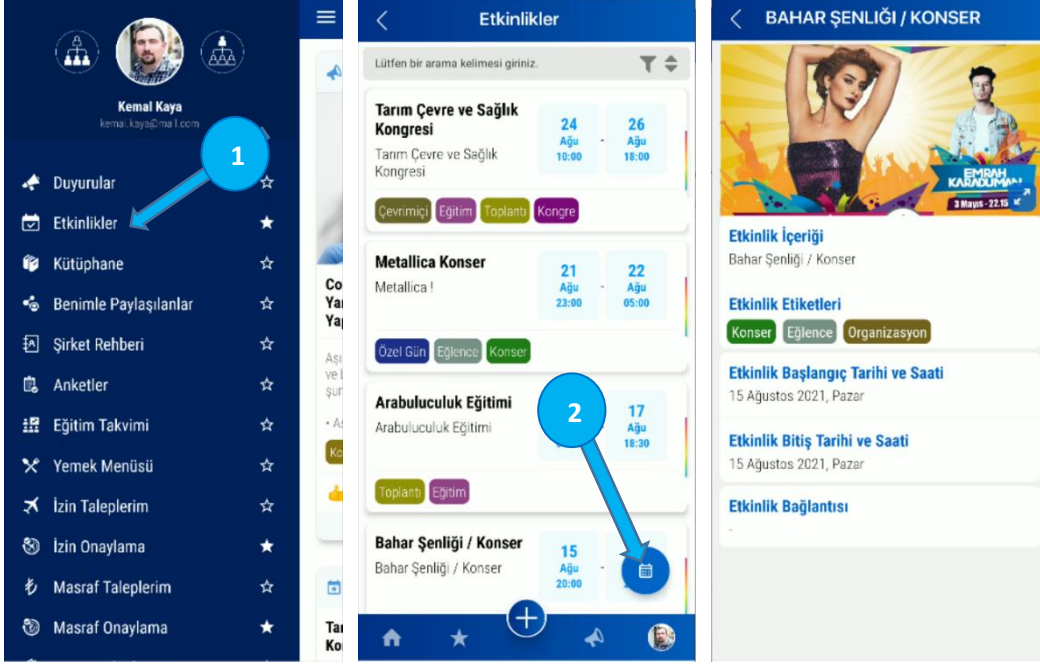 Kemal Kaya
kemal.kaya@mail.com
1
Duyurular
Etkinlikler
Kütüphane
Benimle Paylaşılanlar
Şirket Rehberi
Anketler
Eğitim Takvimi
Yemek Menüsü
İzin Taleplerim
İzin Onaylama
Masraf Taleplerim
Masraf Onaylama
Etkinlikler
Lütfen bir arama kelimesi giriniz.
Tarım Çevre ve Sağlık
Kongresi
Tarım Çevre ve Sağlık
Kongresi
24 - 26
Ağu Ağu
10:00 18:00
Çevrimiçi Eğitim Toplantı Kongre
Metallica Konser
Metallica !
21 - 22
Ağu Ağu
23:00 05:00
Özel Gün Eğlence Konser
Arabuluculuk Eğitimi
Arabuluculuk Eğitimi
2
17
Ağu
18:30
Toplantı Eğitim
Bahar Şenliği / Konser
Bahar Şenliği / Konser
15 -
Ağu
20:00
BAHAR ŞENLIĞI / KONSER
EMRAH
KARADUMAN
3 Mayıs - 22.15
Etkinlik İçeriği
Bahar Şenliği / Konser
Etkinlik Etiketleri
Konser Eğlence Organizasyon
Etkinlik Başlangıç Tarihi ve Saati
15 Ağustos 2021, Pazar
Etkinlik Bitiş Tarihi ve Saati
15 Ağustos 2021, Pazar
Etkinlik Bağlantısı
-